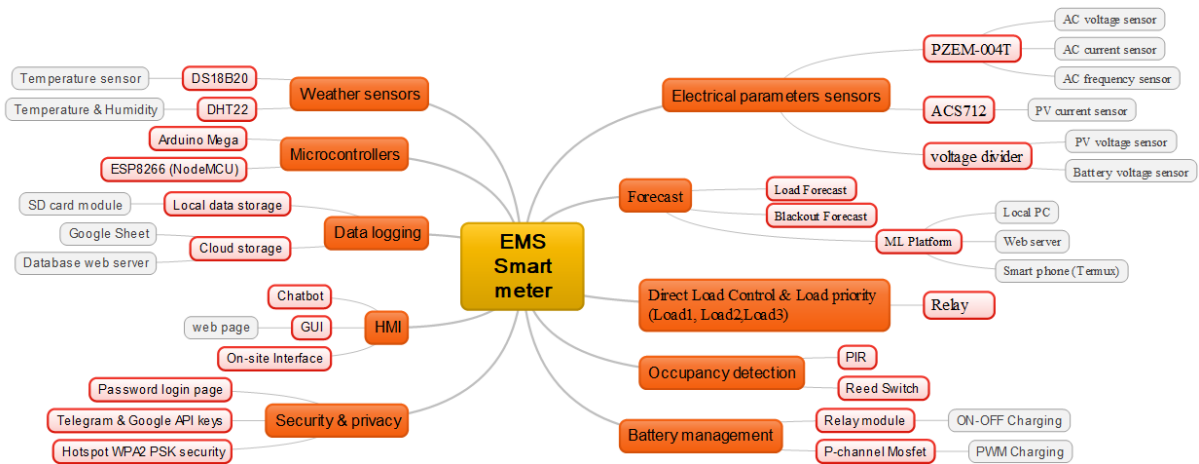 EMS
Smart
meter
Weather sensors
DS18B20
Temperature sensor
DHT22
Temperature & Humidity
Microcontrollers
Arduino Mega
ESP8266 (NodeMCU)
Data logging
Local data storage
SD card module
Cloud storage
Google Sheet
Database web server
HMI
Chatbot
GUI
web page
On-site Interface
Security & privacy
Password login page
Telegram & Google API keys
Hotspot WPA2 PSK security
Electrical parameters sensors
PZEM-004T
AC voltage sensor
AC current sensor
AC frequency sensor
ACS712
PV current sensor
voltage divider
PV voltage sensor
Battery voltage sensor
Forecast
Load Forecast
Blackout Forecast
ML Platform
Local PC
Web server
Smart phone (Termux)
Direct Load Control & Load priority
(Load1, Load2,Load3)
Relay
Occupancy detection
PIR
Reed Switch
Battery management
Relay module
ON-OFF Charging
P-channel Mosfet
PWM Charging